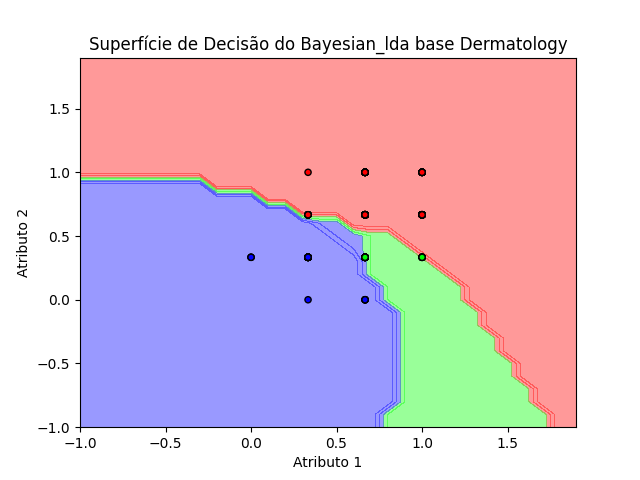 Superfície de Decisão do Bayesian_lda base Dermatology
1.5
1.0
0.5
0.0
−0.5
−1.0
Atributo 2
−1.0 −0.5 0.0 0.5 1.0 1.5
Atributo 1